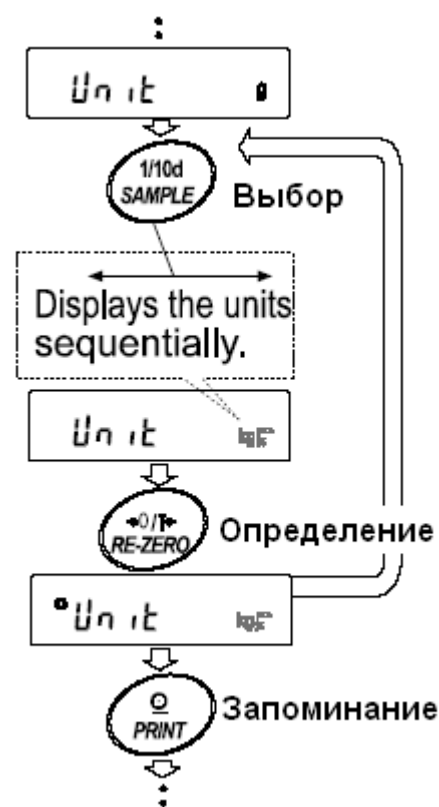 Unit g
1/10d
SAMPLE
Выбор
Displays the units
sequentially.
Unit
→0/T←
RE-ZERO
Определение
Unit
PRINT
Запоминание